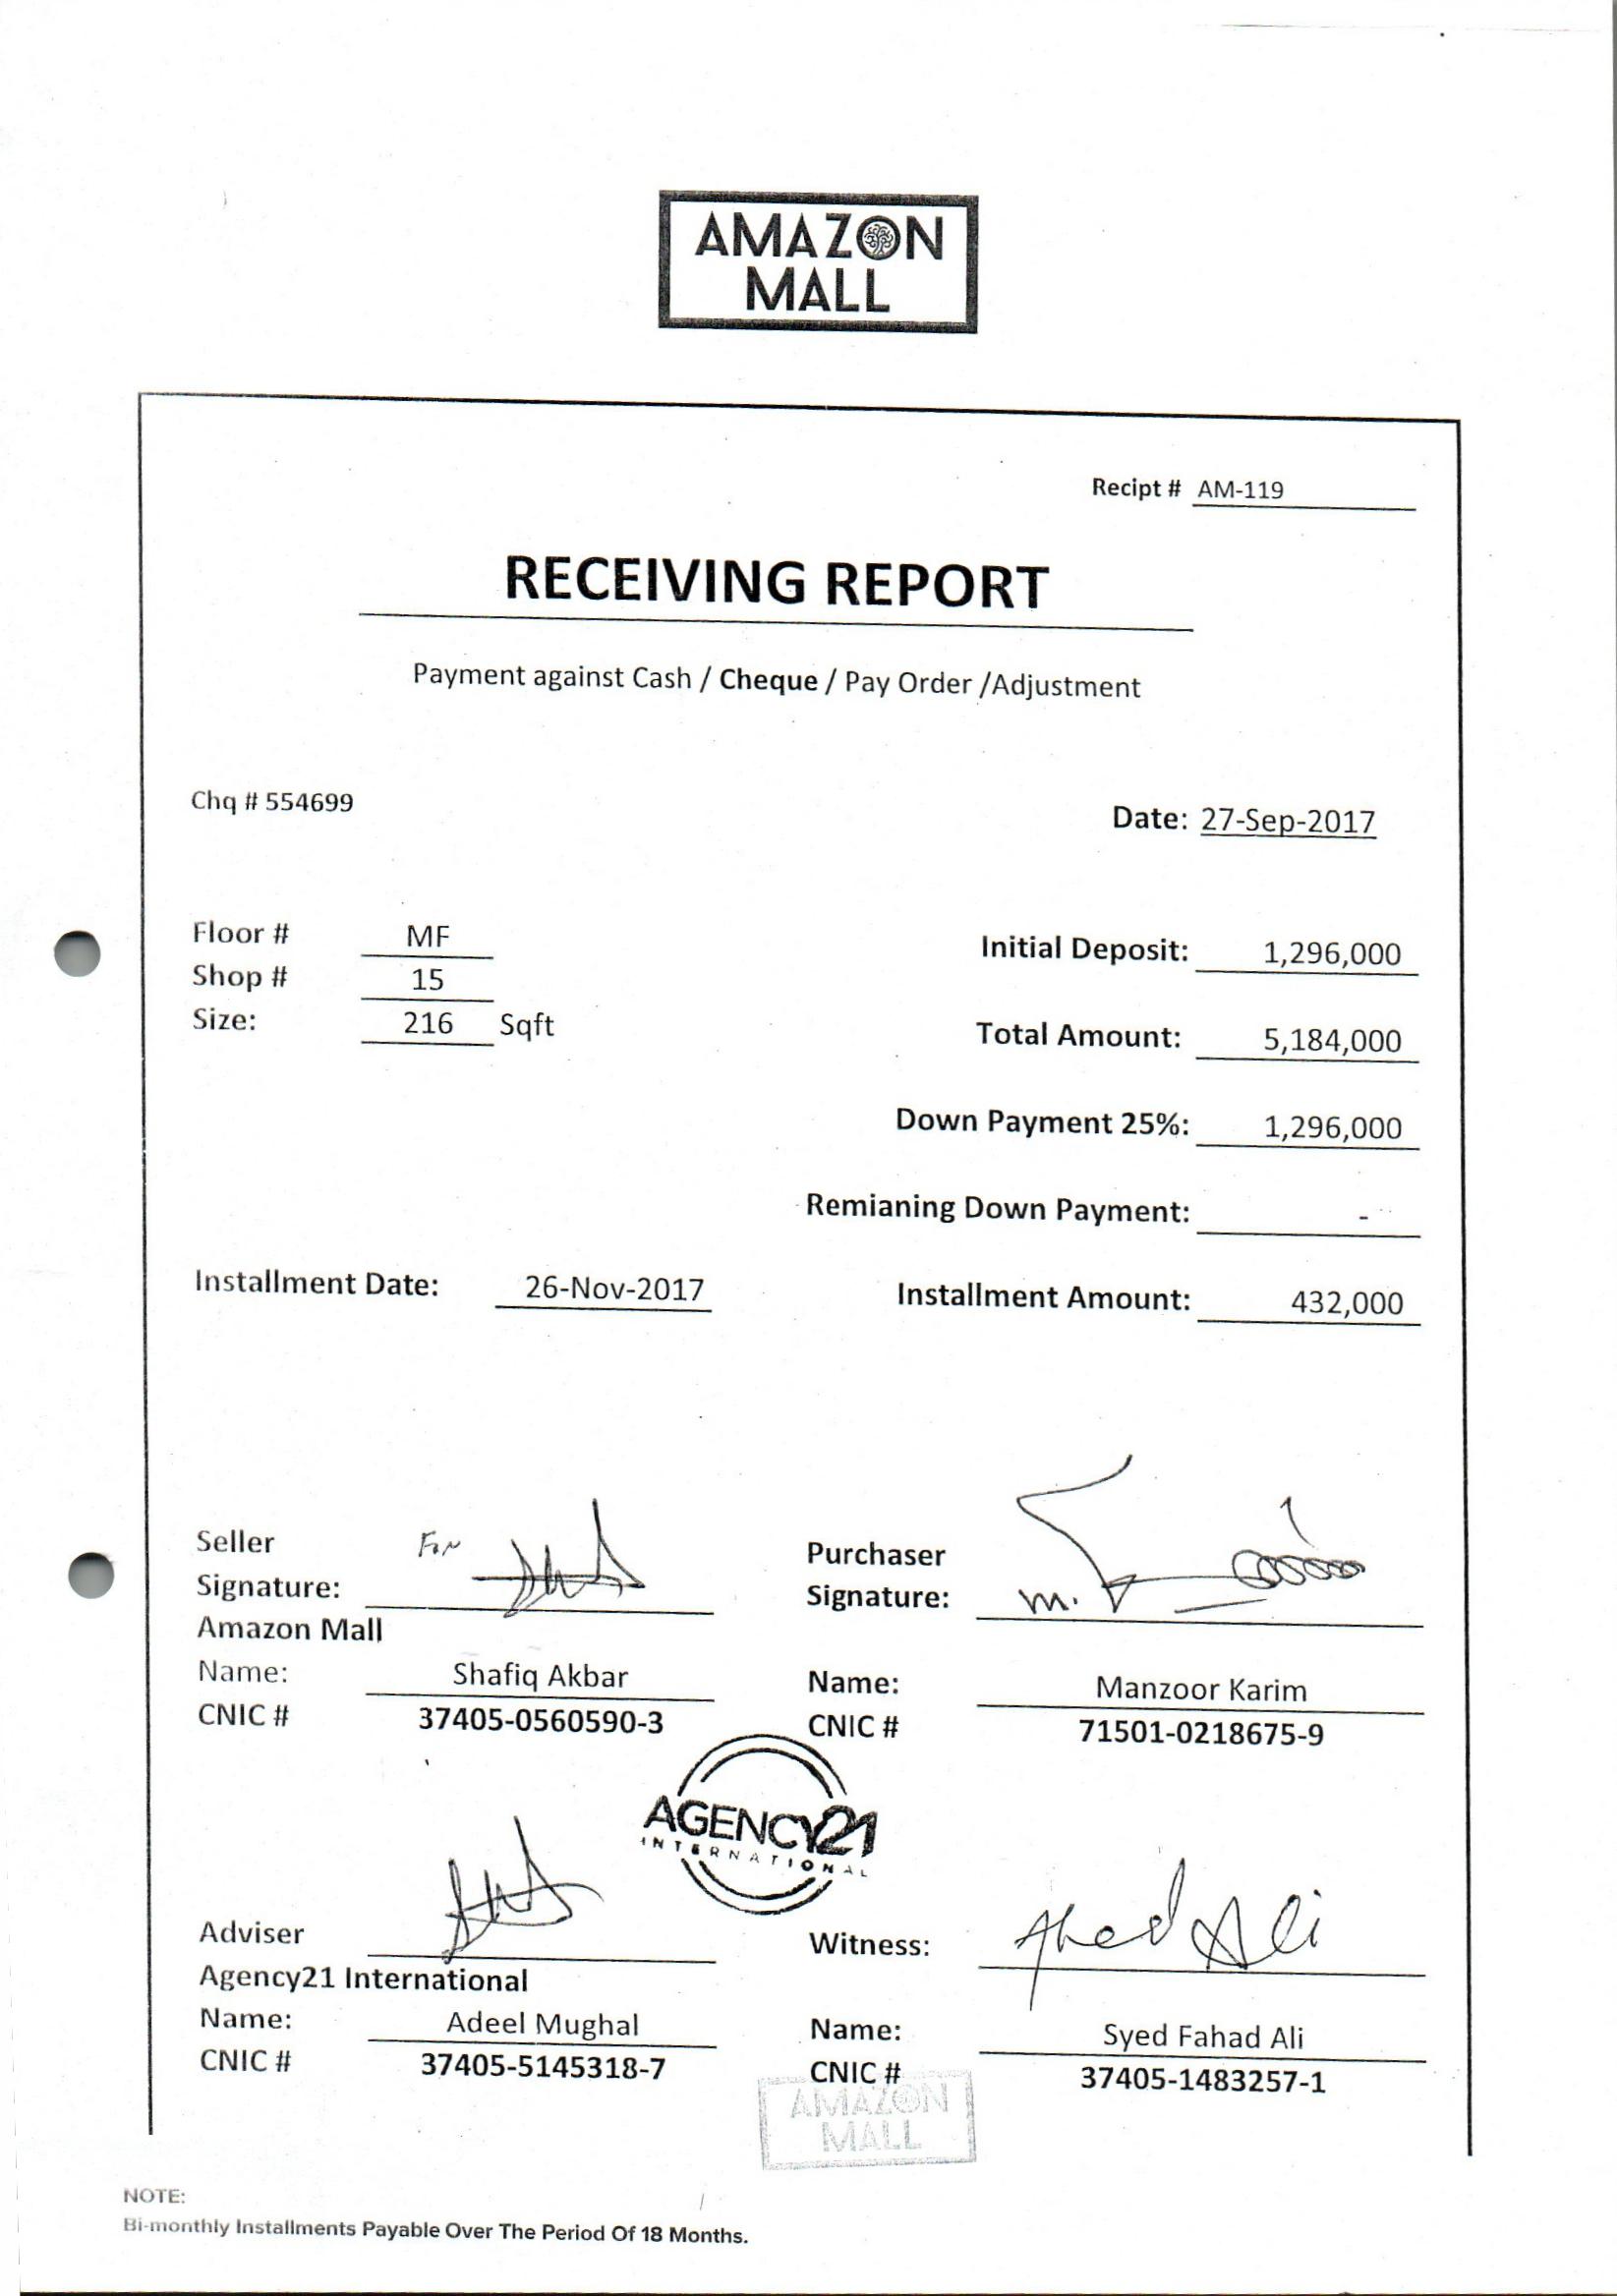 AMAZON
MALL
Recipt # AM-119
RECEIVING REPORT
Payment against Cash / Cheque / Pay Order /Adjustment
Chq # 554699
Date: 27-Sep-2017
Floor # MF
Initial Deposit: 1,296,000
Shop # 15
Size: 216 Sqft
Total Amount: 5,184,000
Down Payment 25%: 1,296,000
Remianing Down Payment: -
Installment Date: 26-Nov-2017
Installment Amount: 432,000
Seller
Signature: For
Amazon Mall
Name: Shafiq Akbar
CNIC # 37405-0560590-3
Purchaser
Signature:
Name: Manzoor Karim
CNIC # 71501-0218675-9
AGENCY21
INTERNATIONAL
Adviser
Agency21 International
Name: Adeel Mughal
CNIC # 37405-5145318-7
Witness:
Name: Syed Fahad Ali
CNIC # 37405-1483257-1
AMAZON
MALL
NOTE:
Bi-monthly Installments Payable Over The Period Of 18 Months.